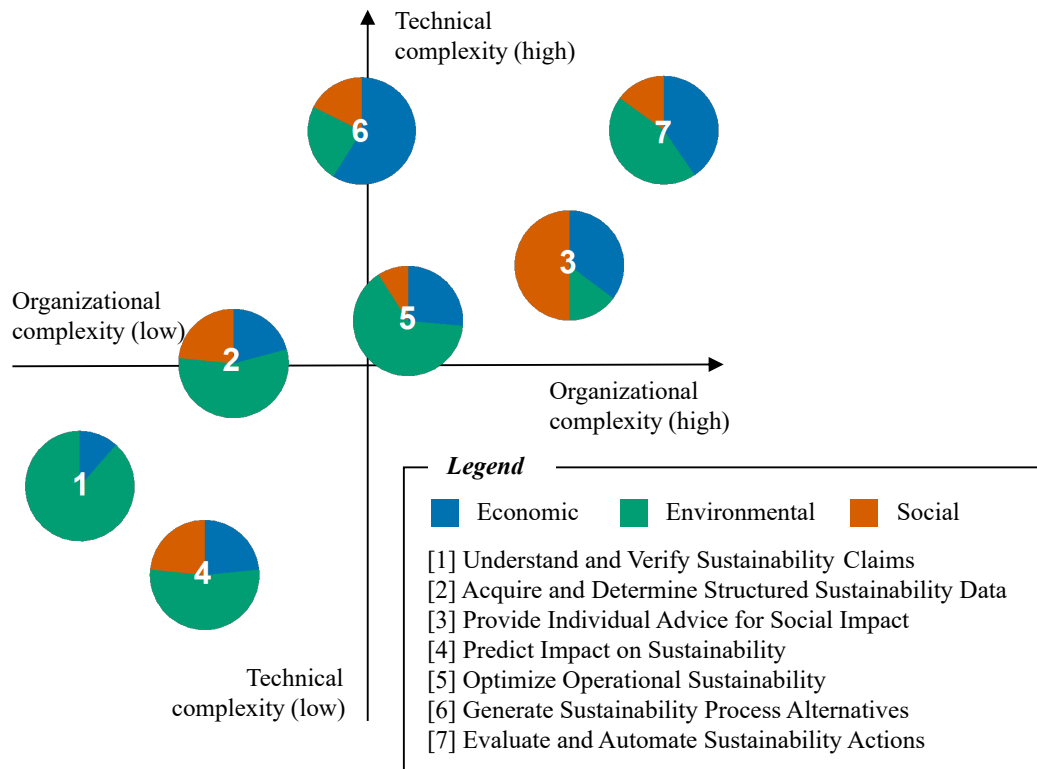 Technical
complexity (high)
6
7
3
Organizational
complexity (low)
5
2
Organizational
complexity (high)
1
4
Technical
complexity (low)
Legend
Economic
Environmental
Social
[1] Understand and Verify Sustainability Claims
[2] Acquire and Determine Structured Sustainability Data
[3] Provide Individual Advice for Social Impact
[4] Predict Impact on Sustainability
[5] Optimize Operational Sustainability
[6] Generate Sustainability Process Alternatives
[7] Evaluate and Automate Sustainability Actions